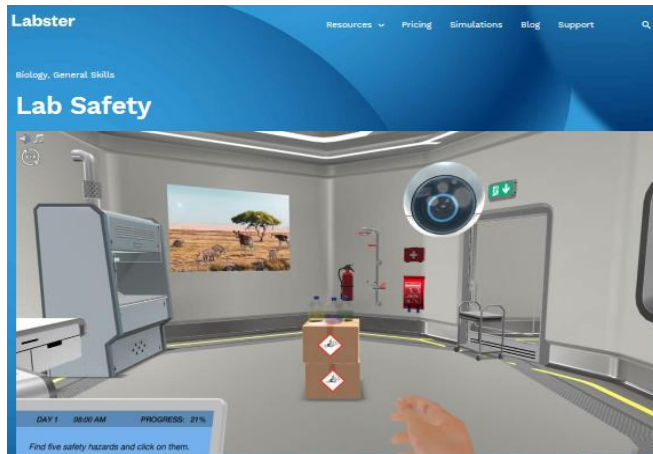 Labster
Resources Pricing Simulations Blog Support
Biology, General Skills
Lab Safety
DAY 1 08:00 AM PROGRESS: 21%
Find five safety hazards and click on them.